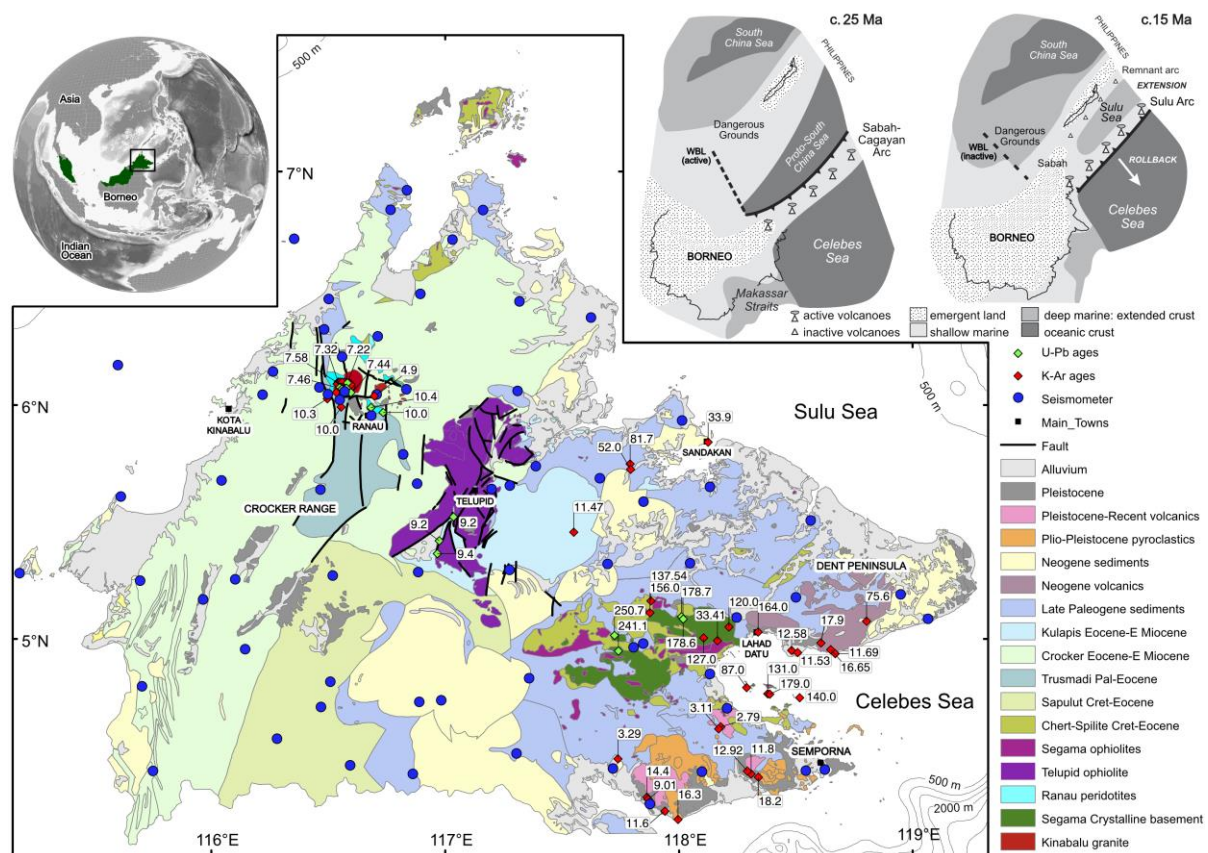 Asia
Borneo
Indian
Ocean
500 m
c.25 Ma
South
China Sea
PHILIPPINES
Dangerous
Grounds
WBL
(active)
Proto-South
China Sea
Sabah-
Cagayan
Arc
BORNEO
Celebes
Sea
Makassar
Straits
c.15 Ma
South
China Sea
PHILIPPINES
Remnant arc
EXTENSION
Sulu
Sea
Sulu Arc
Dangerous
Grounds
WBL
(inactive)
Sabah
ROLLBACK
BORNEO
Celebes
Sea
active volcanoes
inactive volcanoes
emergent land
shallow marine
deep marine: extended crust
oceanic crust
7°N
6°N
5°N
116°E
117°E
118°E
119°E
7.32
7.22
7.58
7.44
4.9
7.46
10.4
10.3
10.0
10.0
KOTA
KINABALU
RANAU
CROCKER RANGE
TELUPID
9.2
9.2
9.4
11.47
52.0
81.7
33.9
SANDAKAN
Sulu Sea
500 m
DENT PENINSULA
137.54
156.0
178.7
250.7
241.1
33.41
120.0
164.0
75.6
17.9
12.58
178.6
127.0
LAHAD
DATU
11.53
11.69
16.65
87.0
131.0
179.0
140.0
Celebes Sea
3.11
2.79
3.29
12.92
11.8
SEMPORNA
14.4
9.01
16.3
18.2
11.6
500 m
2000 m
U-Pb ages
K-Ar ages
Seismometer
Main_Towns
Fault
Alluvium
Pleistocene
Pleistocene-Recent volcanics
Plio-Pleistocene pyroclastics
Neogene sediments
Neogene volcanics
Late Paleogene sediments
Kulapis Eocene-E Miocene
Crocker Eocene-E Miocene
Trusmadi Pal-Eocene
Sapulut Cret-Eocene
Chert-Spilite Cret-Eocene
Segama ophiolites
Telupid ophiolite
Ranau peridotites
Segama Crystalline basement
Kinabalu granite